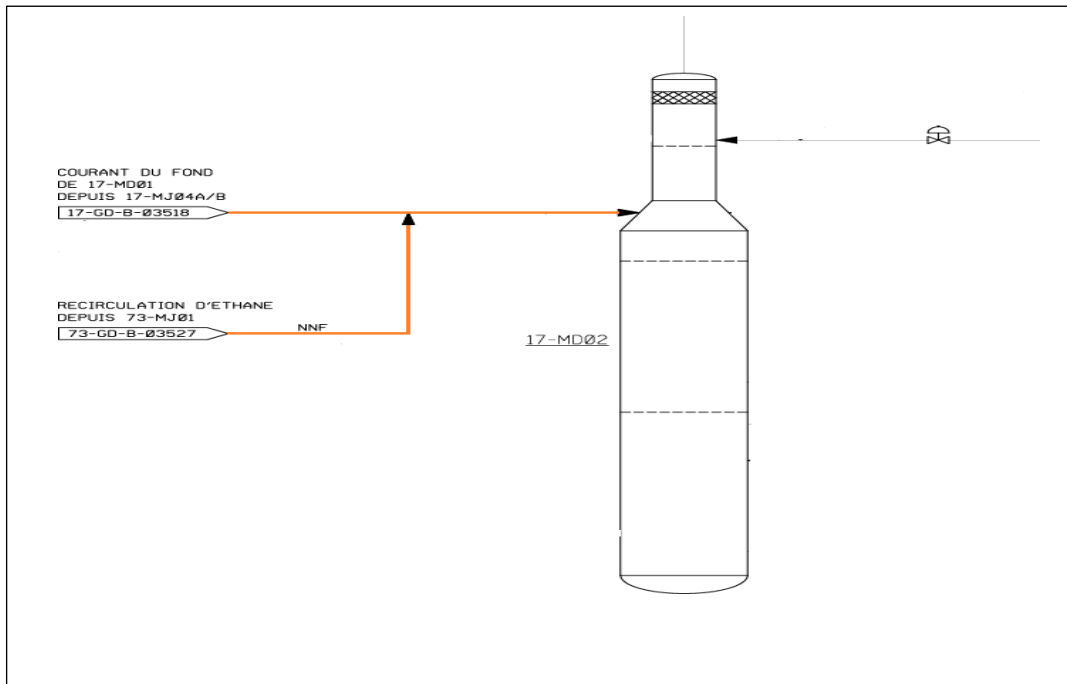 COURANT DU FOND
DE 17-MDØ1
DEPUIS 17-MJØ4A/B
17-GD-B-Ø3518
RECIRCULATION D'ETHANE
DEPUIS 73-MJØ1
73-GD-B-Ø3527
NNF
17-MDØ2